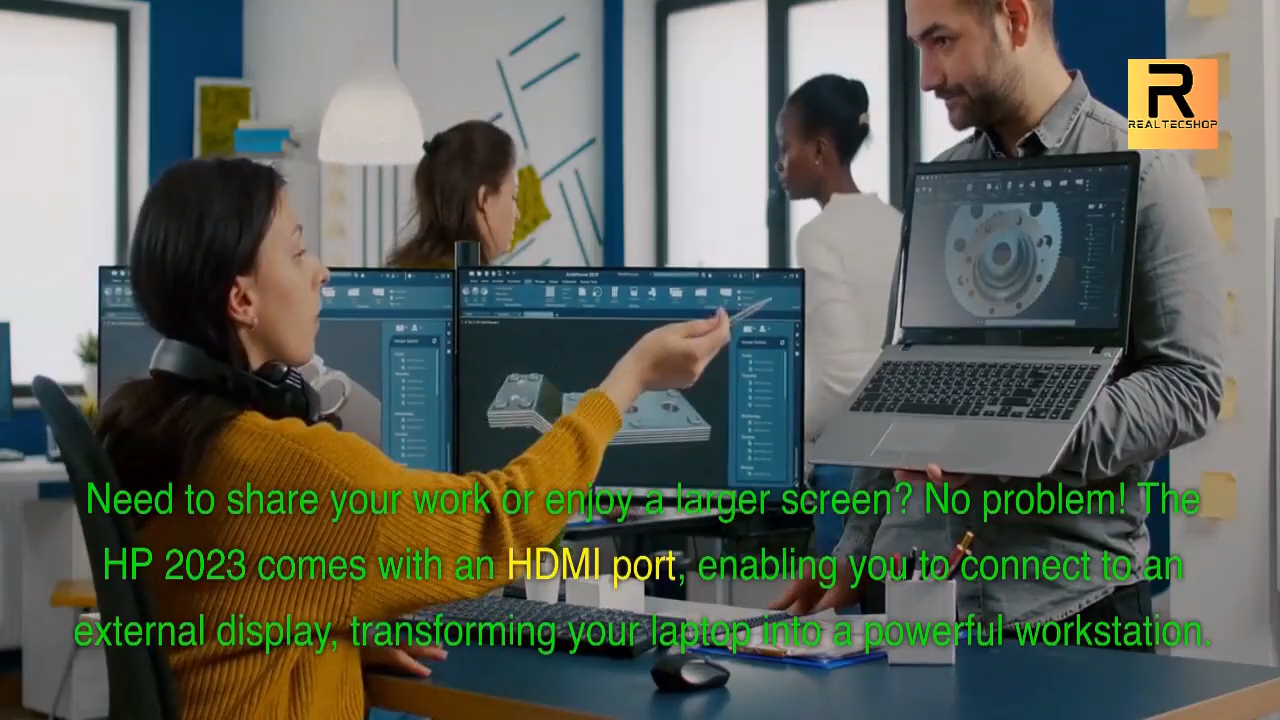 R
REALTECSHOP
Need to share your work or enjoy a larger screen? No problem! The
HP 2023 comes with an HDMI port, enabling you to connect to an
external display, transforming your laptop into a powerful workstation.